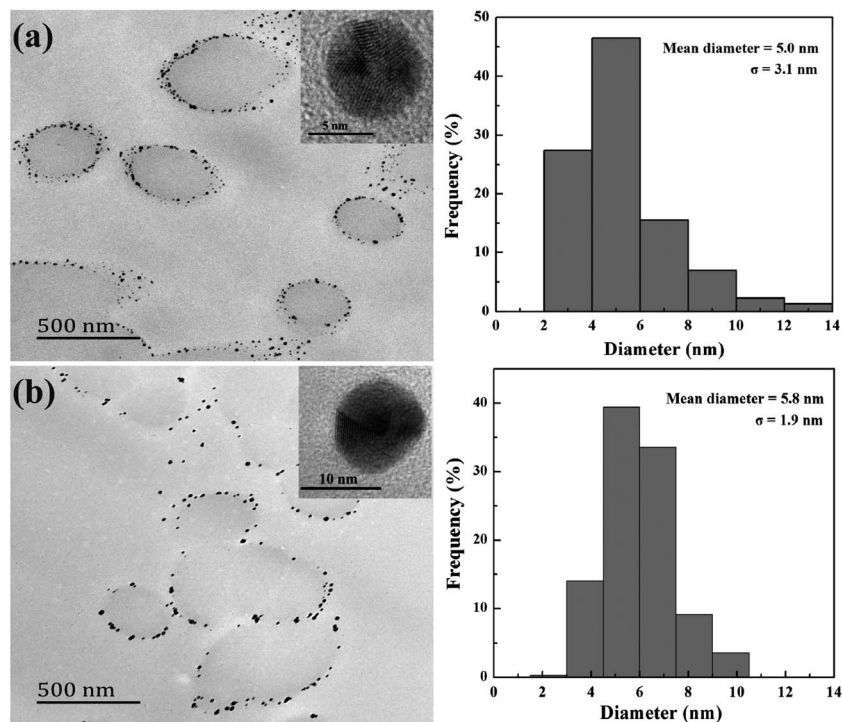 (a)
5 nm
500 nm
Mean diameter = 5.0 nm
σ = 3.1 nm
Frequency (%)
50
40
30
20
10
0
0 2 4 6 8 10 12 14
Diameter (nm)
(b)
10 nm
500 nm
Mean diameter = 5.8 nm
σ = 1.9 nm
Frequency (%)
40
30
20
10
0
0 2 4 6 8 10 14
Diameter (nm)